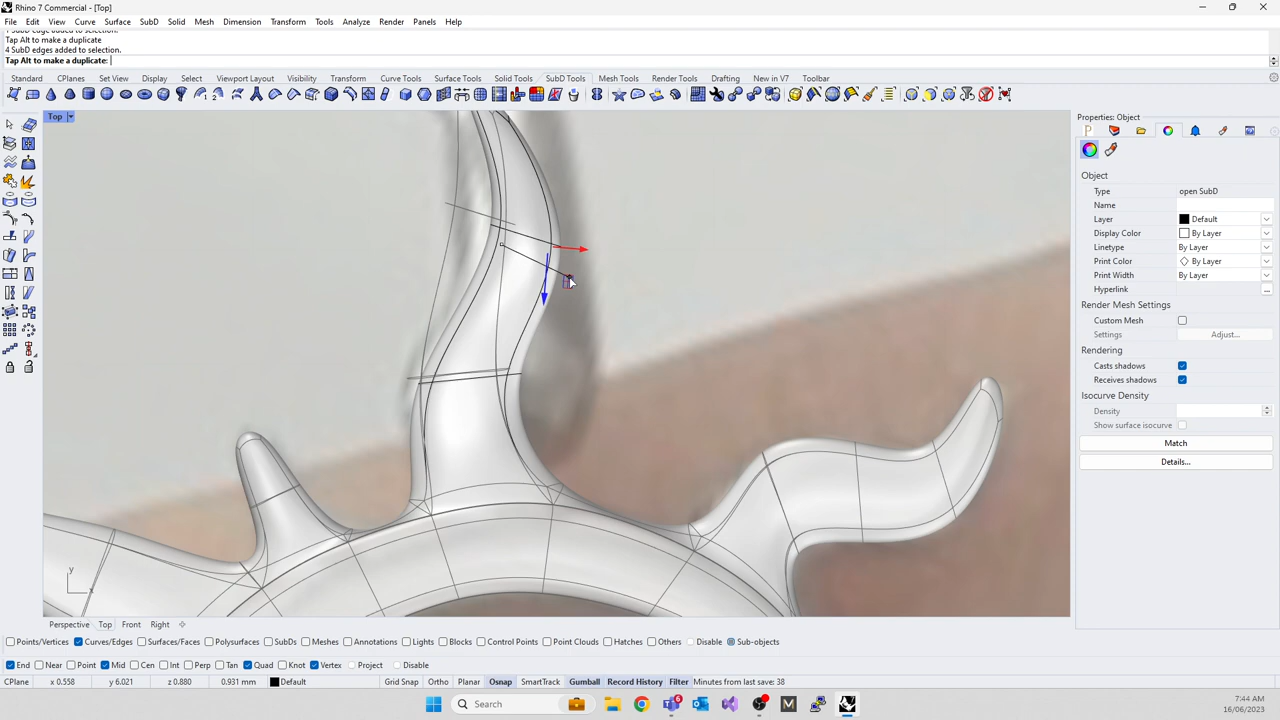 Rhino 7 Commercial - [Top]
File Edit View Curve Surface SubD Solid Mesh Dimension Transform Tools Analyze Render Panels Help
Tap Alt to make a duplicate
4 SubD edges added to selection.
Tap Alt to make a duplicate:
Standard CPlanes Set View Display Select Viewport Layout Visibility Transform Curve Tools Surface Tools Solid Tools SubD Tools Mesh Tools Render Tools Drafting New in V7 Toolbar
Top
Properties: Object
Object
Type open SubD
Name
Layer Default
Display Color By Layer
Linetype By Layer
Print Color By Layer
Print Width By Layer
Hyperlink ...
Render Mesh Settings
Custom Mesh
Settings Adjust...
Rendering
Casts shadows
Receives shadows
Isocurve Density
Density
Show surface isocurve
Match
Details...
y
x
Perspective Top Front Right
Points/Vertices Curves/Edges Surfaces/Faces Polysurfaces SubDs Meshes Annotations Lights Blocks Control Points Point Clouds Hatches Others Disable Sub-objects
End Near Point Mid Cen Int Perp Tan Quad Knot Vertex Project Disable
CPlane x 0.558 y 6.021 z 0.880 0.931 mm Default Grid Snap Ortho Planar Osnap SmartTrack Gumball Record History Filter Minutes from last save: 38
Search
6
7:44 AM
16/06/2023